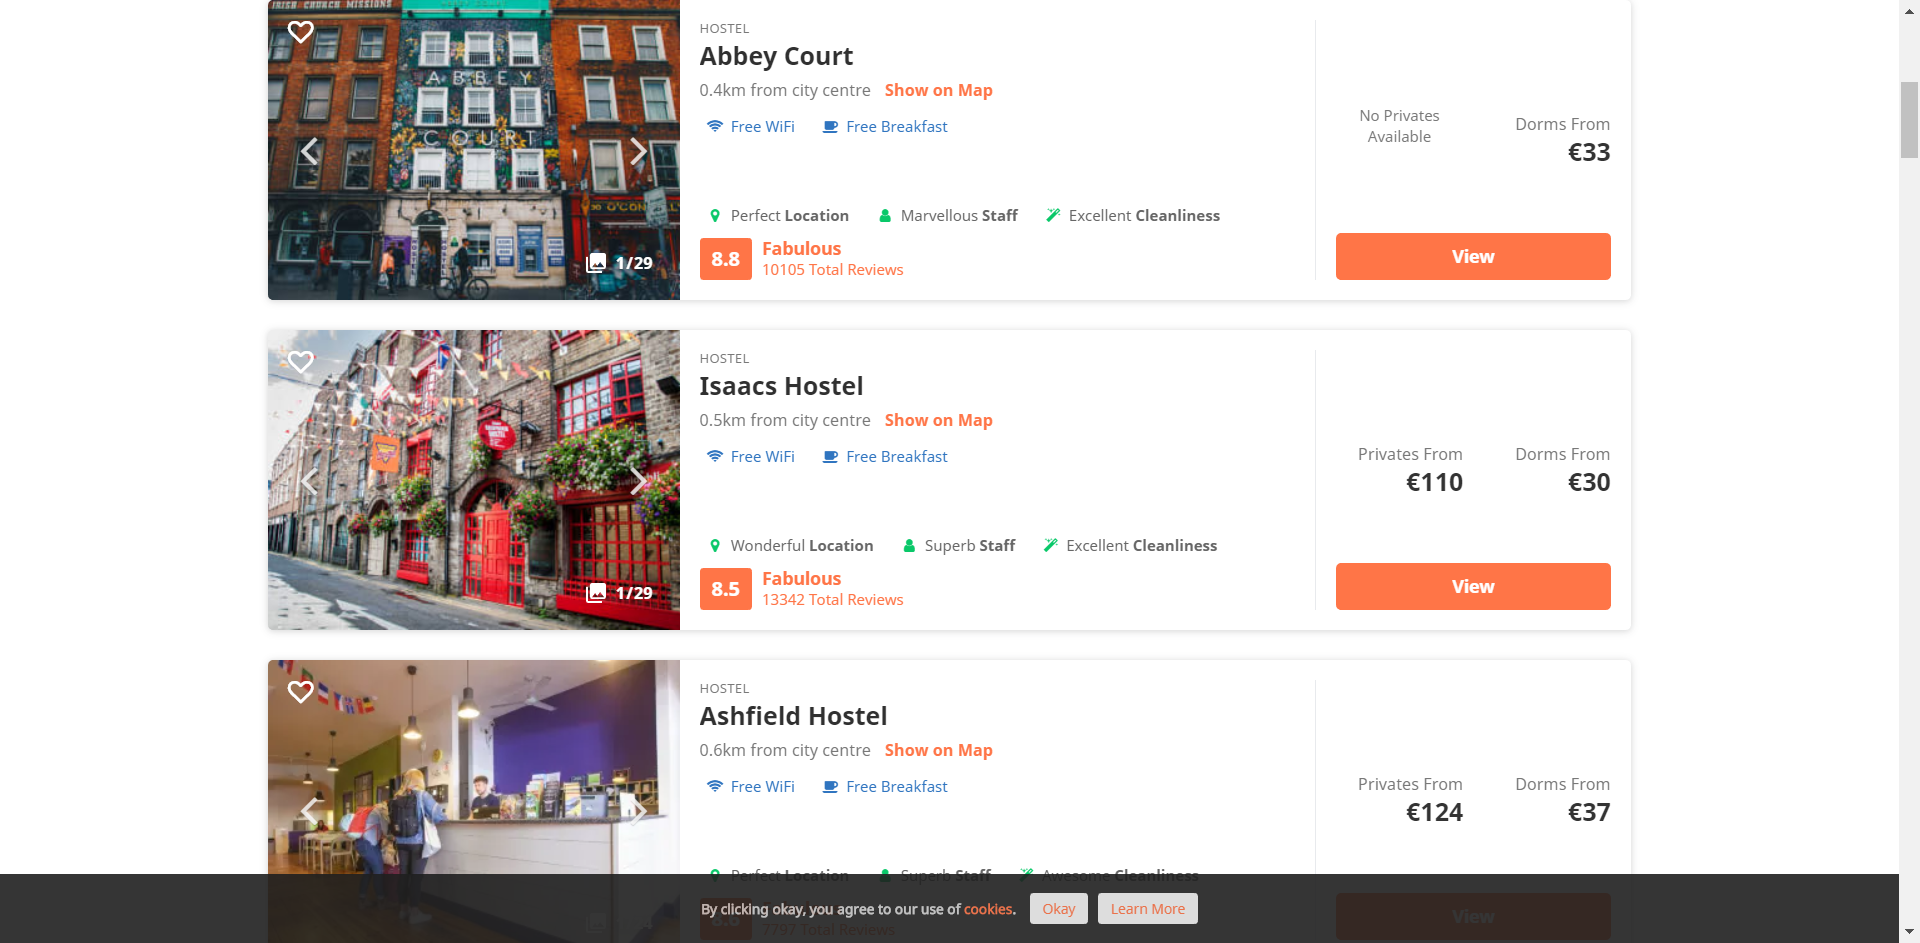 IRISH CHURCH MISSIONS
ABBEY
COURT
1/29
HOSTEL
Abbey Court
0.4km from city centre Show on Map
Free WiFi Free Breakfast
Perfect Location Marvellous Staff Excellent Cleanliness
8.8 Fabulous
10105 Total Reviews
No Privates
Available
Dorms From
€33
View
1/29
HOSTEL
Isaacs Hostel
0.5km from city centre Show on Map
Free WiFi Free Breakfast
Wonderful Location Superb Staff Excellent Cleanliness
8.5 Fabulous
13342 Total Reviews
Privates From
€110
Dorms From
€30
View
HOSTEL
Ashfield Hostel
0.6km from city centre Show on Map
Free WiFi Free Breakfast
Perfect Location Superb Staff Awesome Cleanliness
8.6
7797 Total Reviews
Privates From
€124
Dorms From
€37
View
By clicking okay, you agree to our use of cookies. Okay Learn More